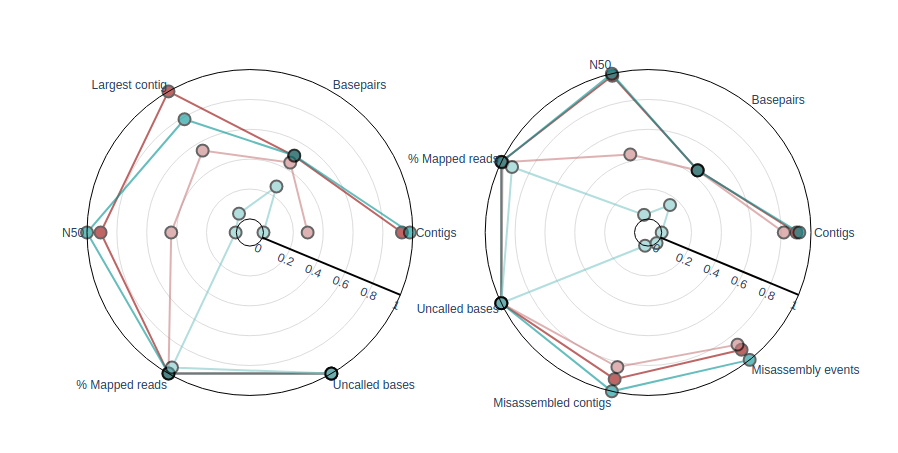 Largest contig
Basepairs
N50
Contigs
0
0.2
0.4
0.6
0.8
1
% Mapped reads
Uncalled bases
N50
Basepairs
% Mapped reads
Contigs
0
0.2
0.4
0.6
0.8
1
Uncalled bases
Misassembly events
Misassembled contigs